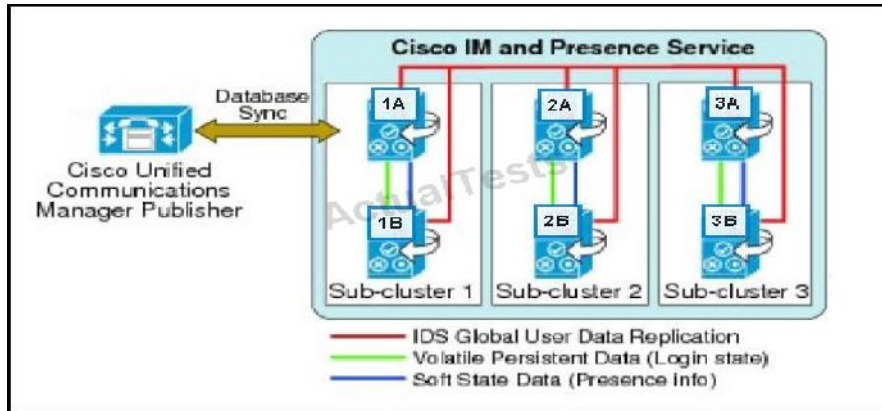 Cisco IM and Presence Service
Database
Sync
1A
2A
3A
Cisco Unified
Communications
Manager Publisher
ActualTests
1B
2B
3B
Sub-cluster 1
Sub-cluster 2
Sub-cluster 3
IDS Global User Data Replication
Volatile Persistent Data (Login state)
Soft State Data (Presence info)